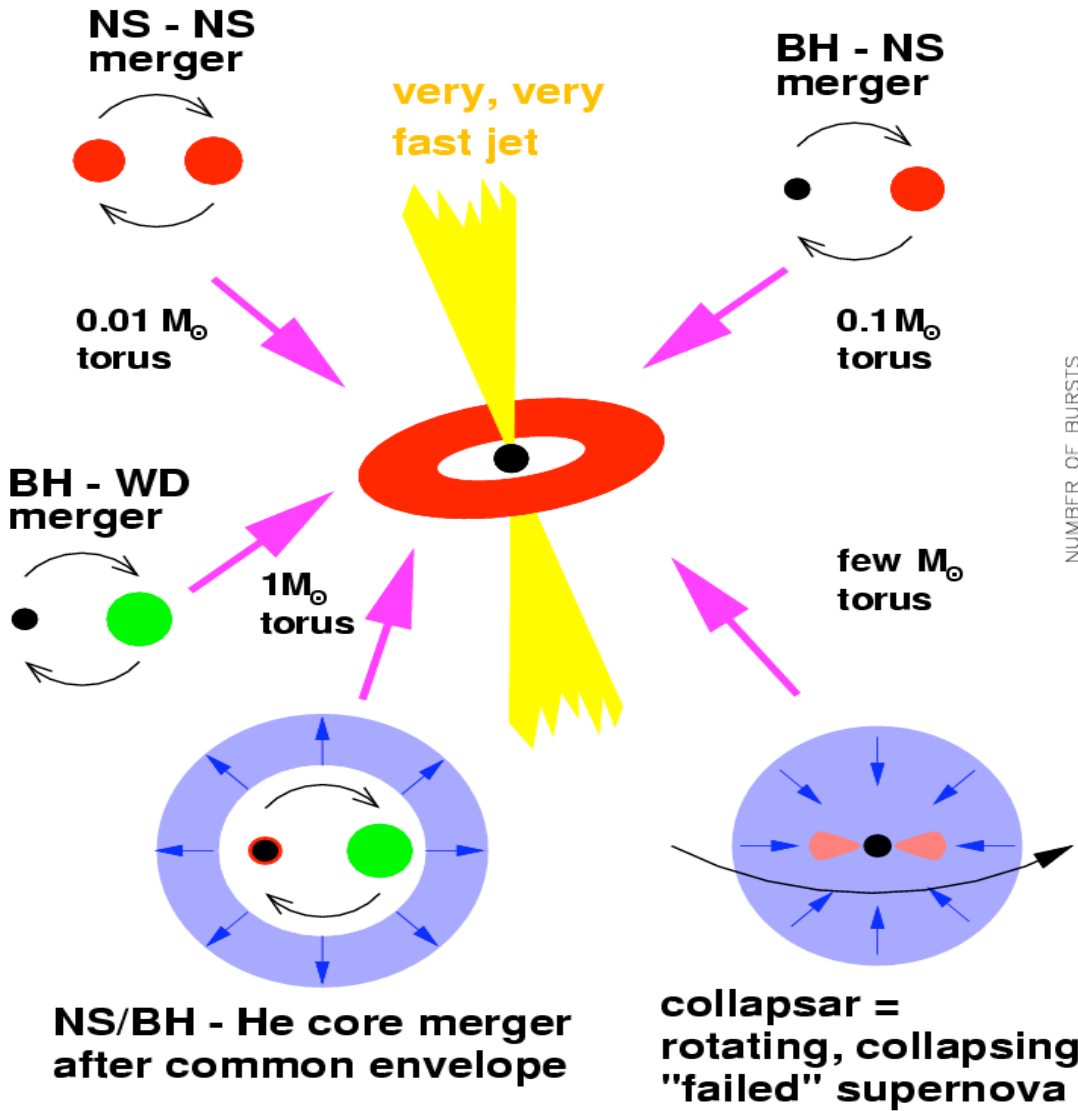 NS - NS
merger
very, very
fast jet
BH - NS
merger
0.01 M☉
torus
0.1 M☉
torus
NUMBER OF BURSTS
BH - WD
merger
1M☉
torus
few M☉
torus
NS/BH - He core merger
after common envelope
collapsar =
rotating, collapsing
"failed" supernova